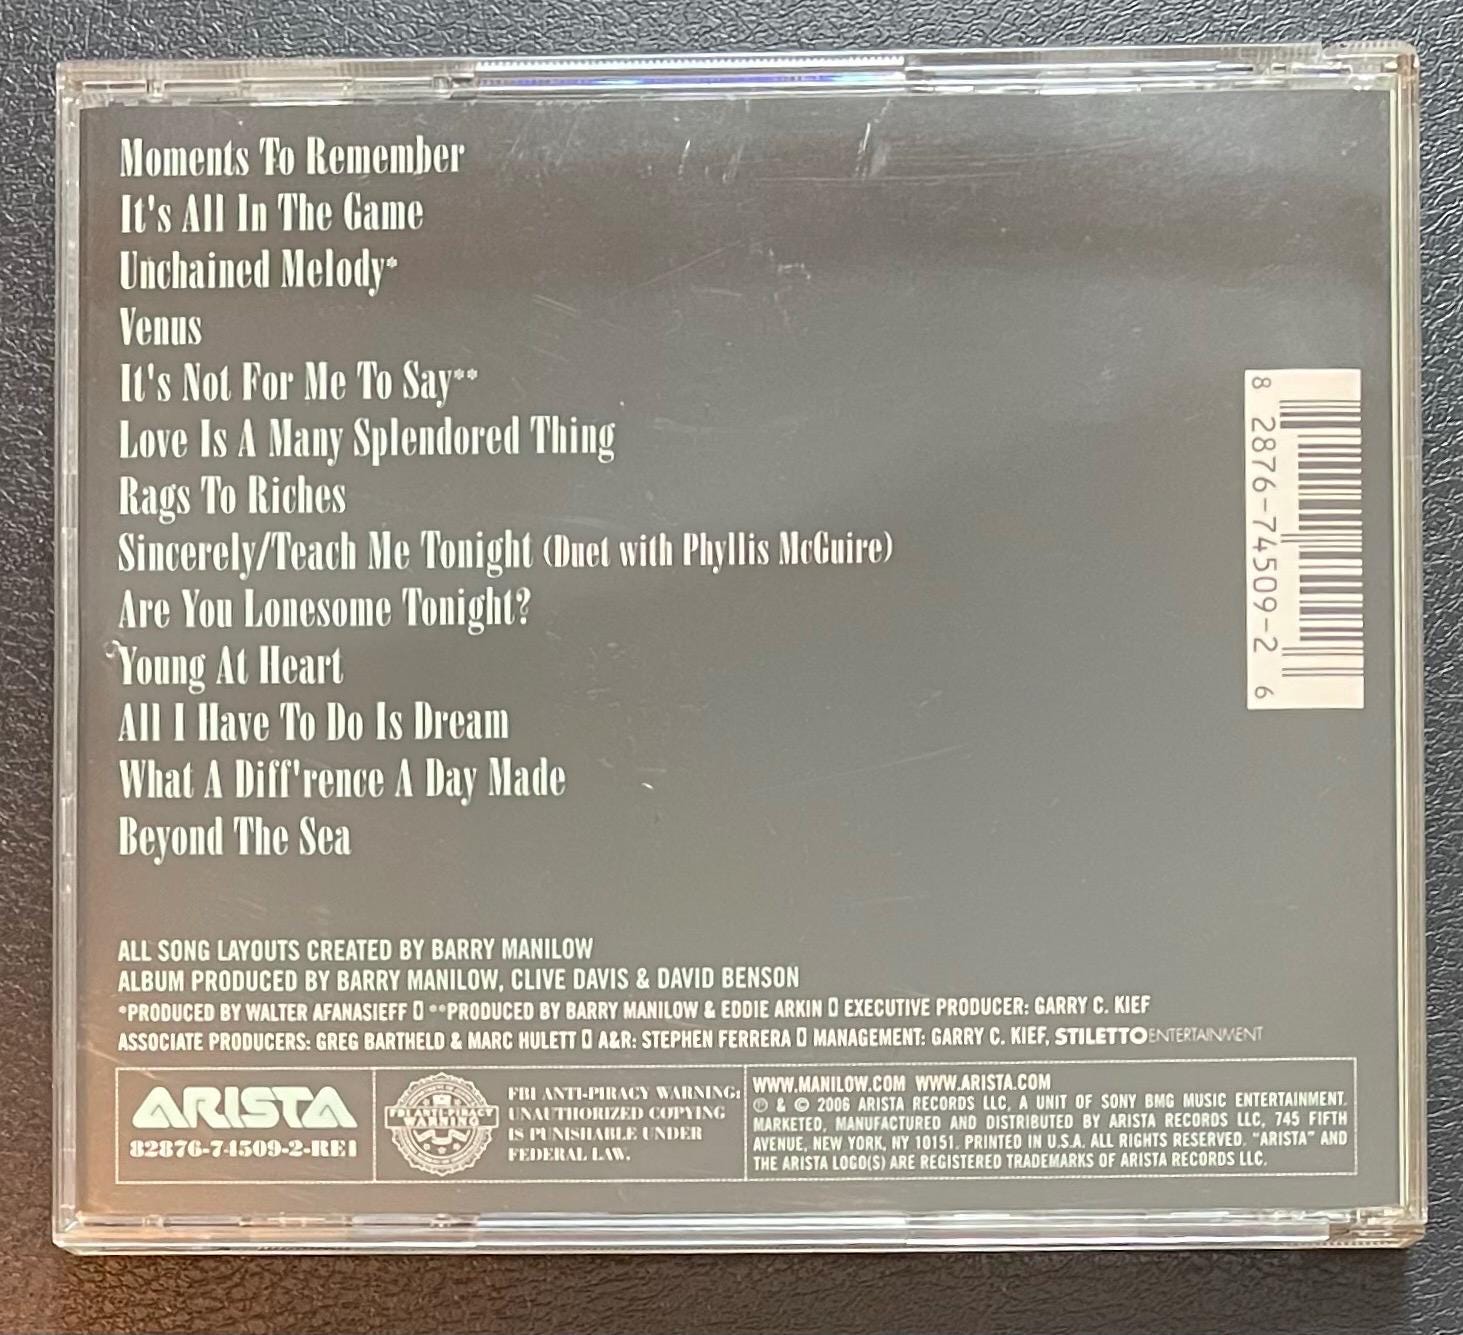 Moments To Remember
It's All In The Game
Unchained Melody*
Venus
It's Not For Me To Say**
Love Is A Many Splendored Thing
Rags To Riches
Sincerely/Teach Me Tonight (Duet with Phyllis McGuire)
Are You Lonesome Tonight?
Young At Heart
All I Have To Do Is Dream
What A Diff'rence A Day Made
Beyond The Sea
8 2876-74509-2 6
ALL SONG LAYOUTS CREATED BY BARRY MANILOW
ALBUM PRODUCED BY BARRY MANILOW, CLIVE DAVIS & DAVID BENSON
*PRODUCED BY WALTER AFANASIEFF ▯ **PRODUCED BY BARRY MANILOW & EDDIE ARKIN ▯ EXECUTIVE PRODUCER: GARRY C. KIEF
ASSOCIATE PRODUCERS: GREG BARTHELD & MARC HULETT ▯ A&R: STEPHEN FERRERA ▯ MANAGEMENT: GARRY C. KIEF, STILETTOENTERTAINMENT
ARISTA
82876-74509-2-RE1
FBI ANTI-PIRACY
WARNING
FBI ANTI-PIRACY WARNING:
UNAUTHORIZED COPYING
IS PUNISHABLE UNDER
FEDERAL LAW.
WWW.MANILOW.COM WWW.ARISTA.COM
℗ & © 2006 ARISTA RECORDS LLC, A UNIT OF SONY BMG MUSIC ENTERTAINMENT.
MARKETED, MANUFACTURED AND DISTRIBUTED BY ARISTA RECORDS LLC, 745 FIFTH
AVENUE, NEW YORK, NY 10151. PRINTED IN U.S.A. ALL RIGHTS RESERVED. "ARISTA" AND
THE ARISTA LOGO(S) ARE REGISTERED TRADEMARKS OF ARISTA RECORDS LLC.